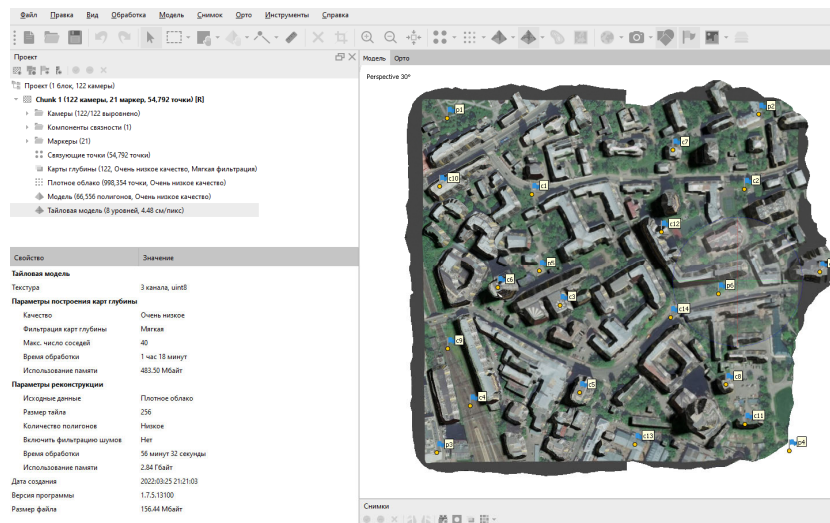 Файл Правка Вид Обработка Модель Снимок Орто Инструменты Справка
Проект
Проект (1 блок, 122 камеры)
Chunk 1 (122 камеры, 21 маркер, 54,792 точки) [R]
Камеры (122/122 выровнено)
Компоненты связности (1)
Маркеры (21)
Связующие точки (54,792 точки)
Карты глубины (122, Очень низкое качество, Мягкая фильтрация)
Плотное облако (998,354 точки, Очень низкое качество)
Модель (66,556 полигонов, Очень низкое качество)
Тайловая модель (8 уровней, 4.48 см/пикс)
Свойство Значение
Тайловая модель
Текстура 3 канала, uint8
Параметры построения карт глубины
Качество Очень низкое
Фильтрация карт глубины Мягкая
Макс. число соседей 40
Время обработки 1 час 18 минут
Использование памяти 483.50 Мбайт
Параметры реконструкции
Исходные данные Плотное облако
Размер тайла 256
Количество полигонов Низкое
Включить фильтрацию шумов Нет
Время обработки 56 минут 32 секунды
Использование памяти 2.84 Гбайт
Дата создания 2022:03:25 21:21:03
Версия программы 1.7.5.13100
Размер файла 156.44 Мбайт
Модель Орто
Perspective 30°
p1
c7
c10
c1
c2
c12
c6
c3
p6
c14
c9
c5
c8
c4
c11
c13
p3
p4
Снимки